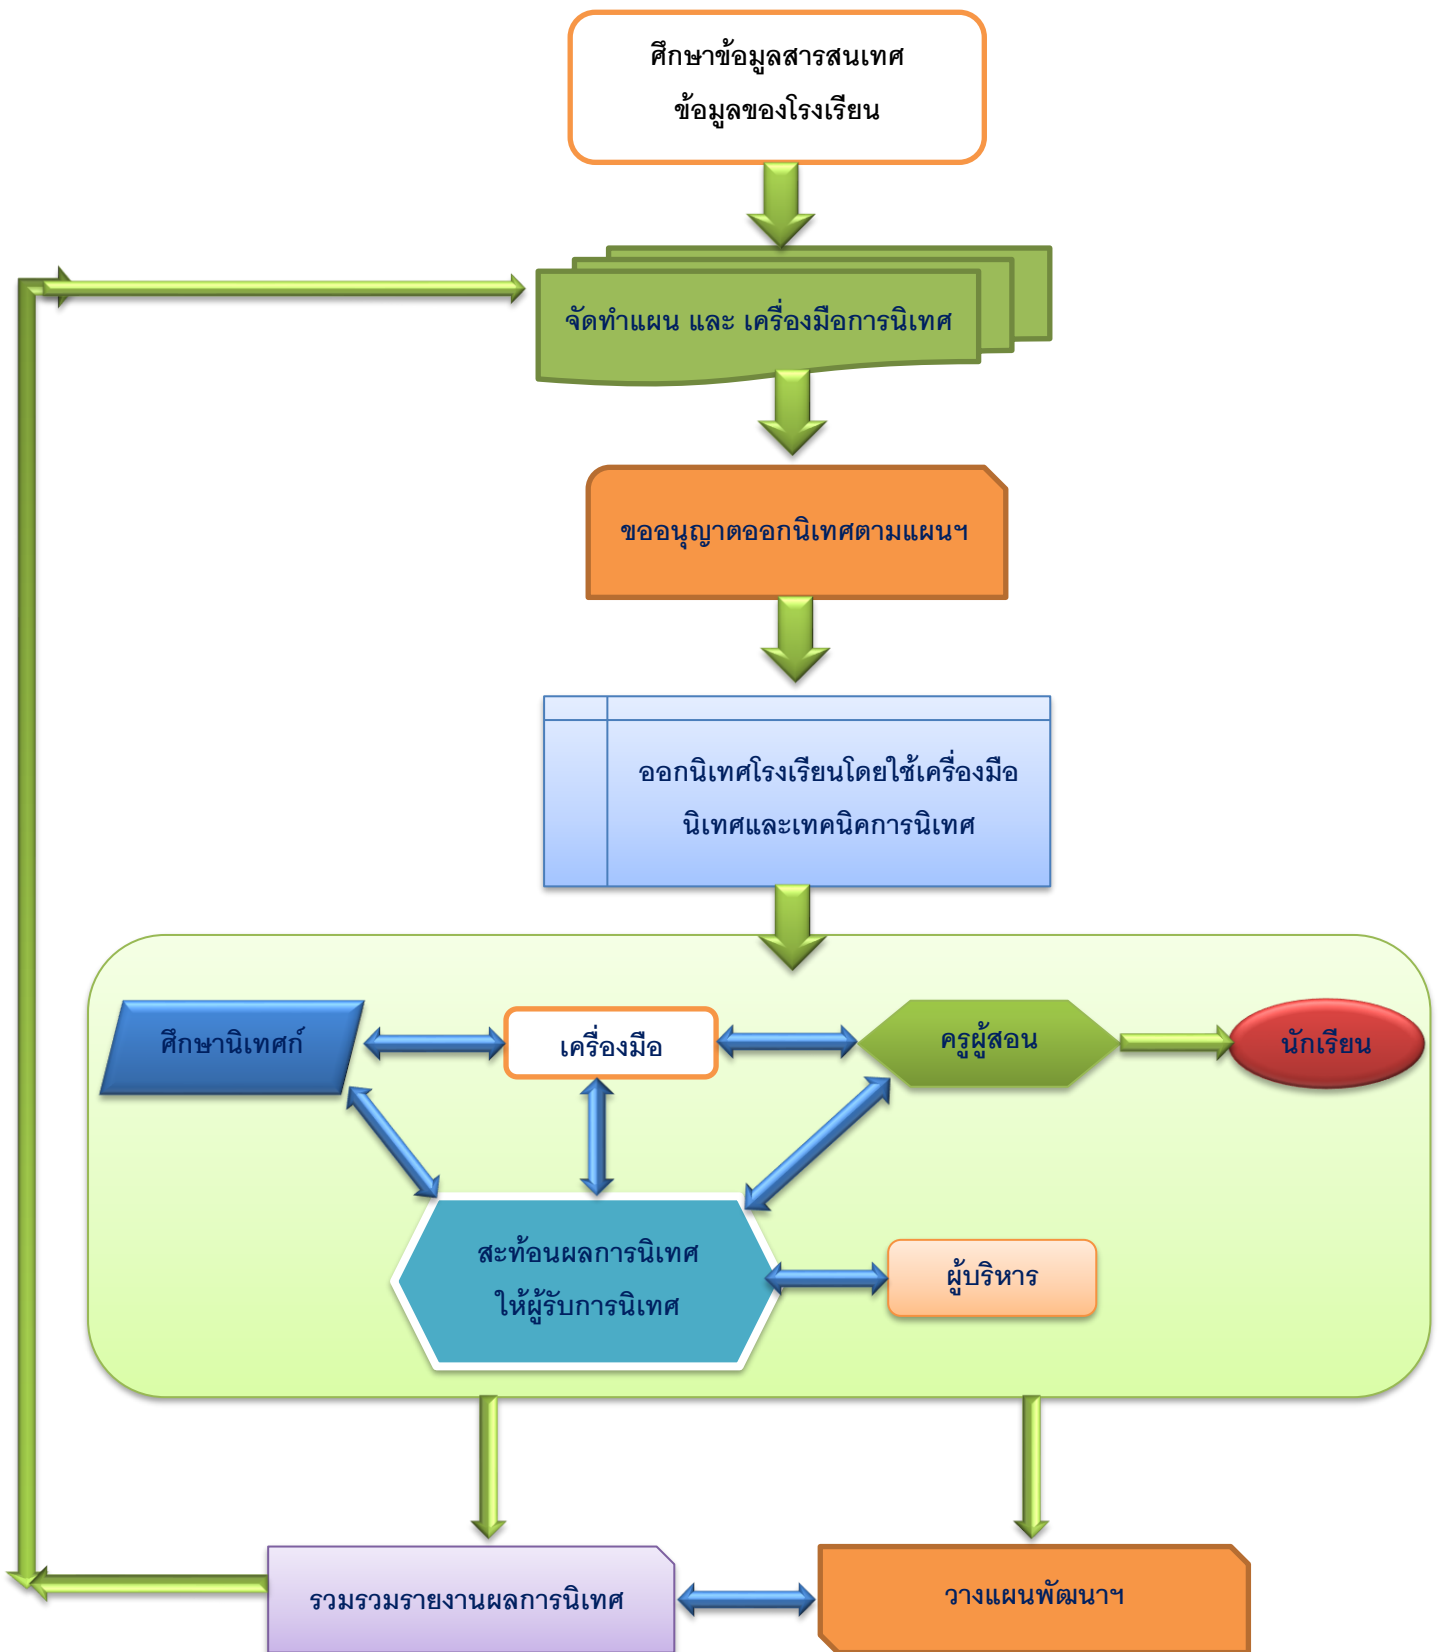 ศึกษาข้อมูลสารสนเทศ
ข้อมูลของโรงเรียน
จัดทำแผน และ เครื่องมือการนิเทศ
ขออนุญาตออกนิเทศตามแผนฯ
ออกนิเทศโรงเรียนโดยใช้เครื่องมือ
นิเทศและเทคนิคการนิเทศ
ศึกษานิเทศก์
เครื่องมือ
ครูผู้สอน
นักเรียน
สะท้อนผลการนิเทศ
ให้ผู้รับการนิเทศ
ผู้บริหาร
รวมรวมรายงานผลการนิเทศ
วางแผนพัฒนาฯ